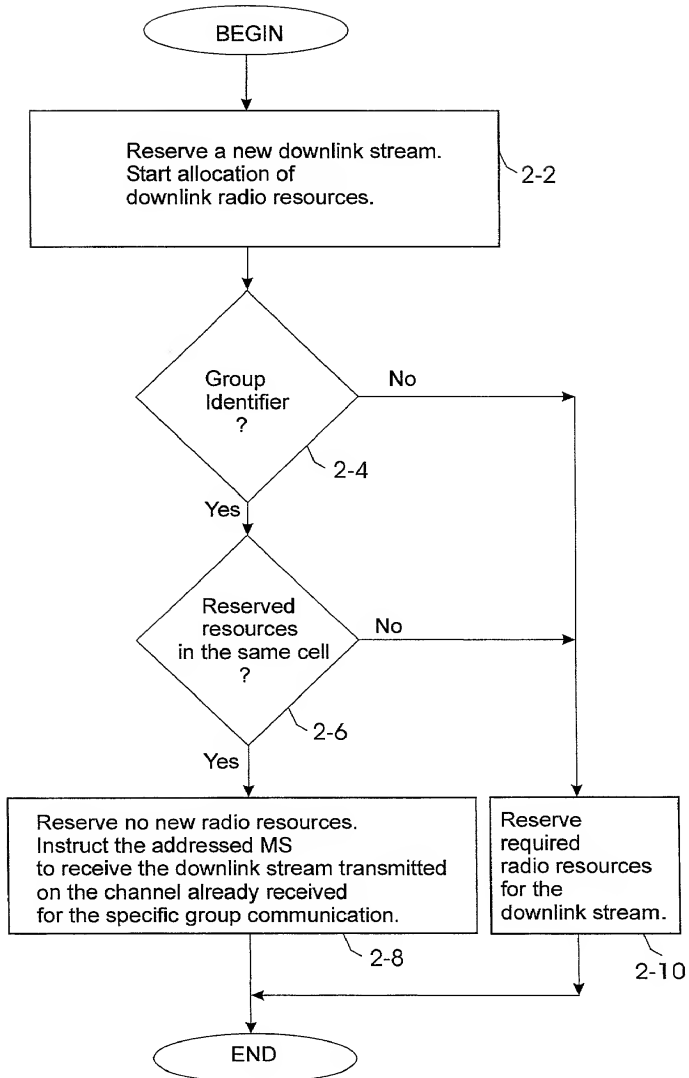 BEGIN
Reserve a new downlink stream.
Start allocation of
downlink radio resources.
2-2
Group
Identifier
?
No
2-4
Yes
Reserved
resources
in the same cell
?
No
2-6
Yes
Reserve no new radio resources.
Instruct the addressed MS
to receive the downlink stream transmitted
on the channel already received
for the specific group communication.
2-8
Reserve
required
radio resources
for the
downlink stream.
2-10
END